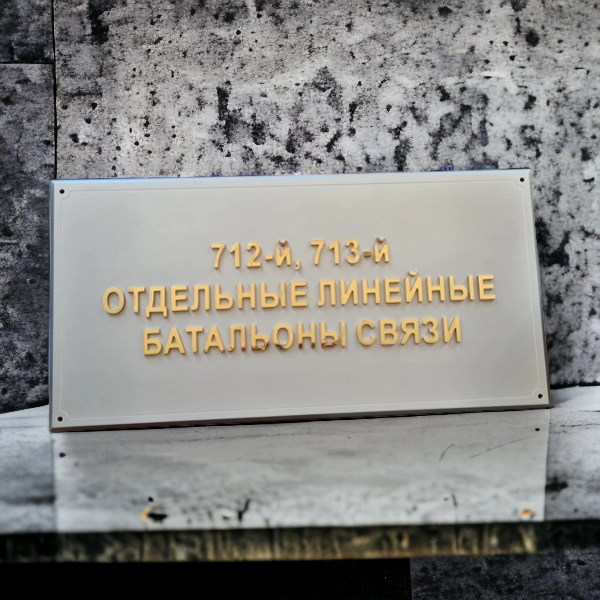 712-й, 713-й
ОТДЕЛЬНЫЕ ЛИНЕЙНЫЕ
БАТАЛЬОНЫ СВЯЗИ